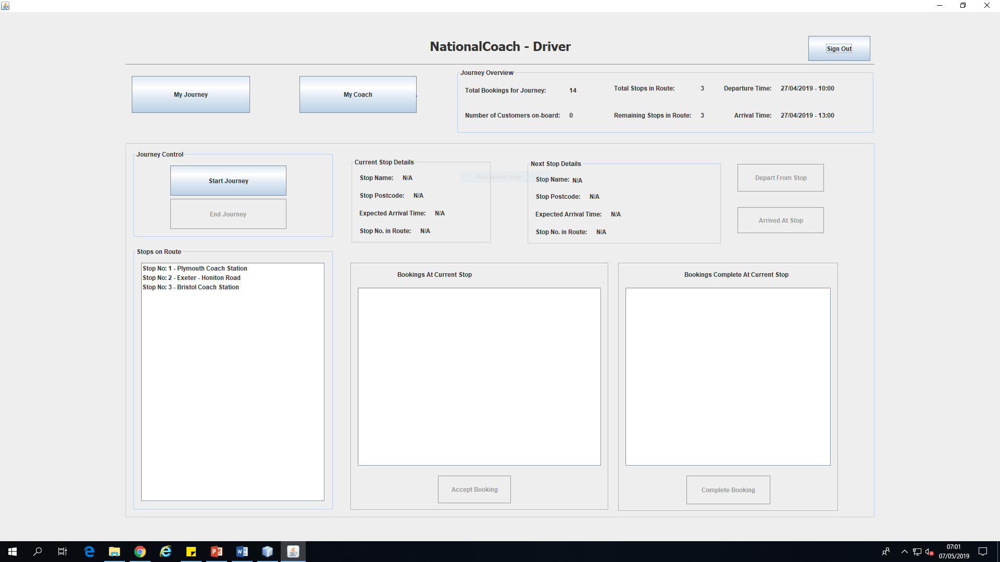 NationalCoach - Driver
Sign Out
My Journey
My Coach
Journey Overview
Total Bookings for Journey: 14
Total Stops in Route: 3
Departure Time: 27/04/2019 - 10:00
Number of Customers on-board: 0
Remaining Stops in Route: 3
Arrival Time: 27/04/2019 - 13:00
Journey Control
Start Journey
End Journey
Current Stop Details
Stop Name: N/A
Stop Postcode: N/A
Expected Arrival Time: N/A
Stop No. in Route: N/A
Full-screen Snip
Next Stop Details
Stop Name: N/A
Stop Postcode: N/A
Expected Arrival Time: N/A
Stop No. in Route: N/A
Depart From Stop
Arrived At Stop
Stops on Route
Stop No: 1 - Plymouth Coach Station
Stop No: 2 - Exeter - Honiton Road
Stop No: 3 - Bristol Coach Station
Bookings At Current Stop
Accept Booking
Bookings Complete At Current Stop
Complete Booking
07:01
07/05/2019